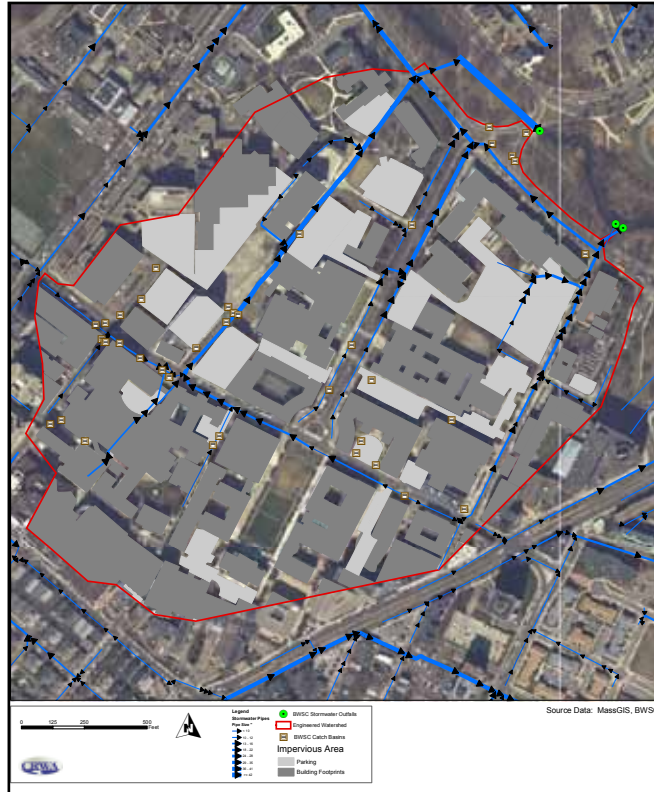 Source Data: MassGIS, BWSC
0 125 250 500
Feet
N
Legend
Stormwater Pipes
Pipe Size "
BWSC Stormwater Outfalls
Engineered Watershed
BWSC Catch Basins
Impervious Area
Parking
Building Footprints
CRWA